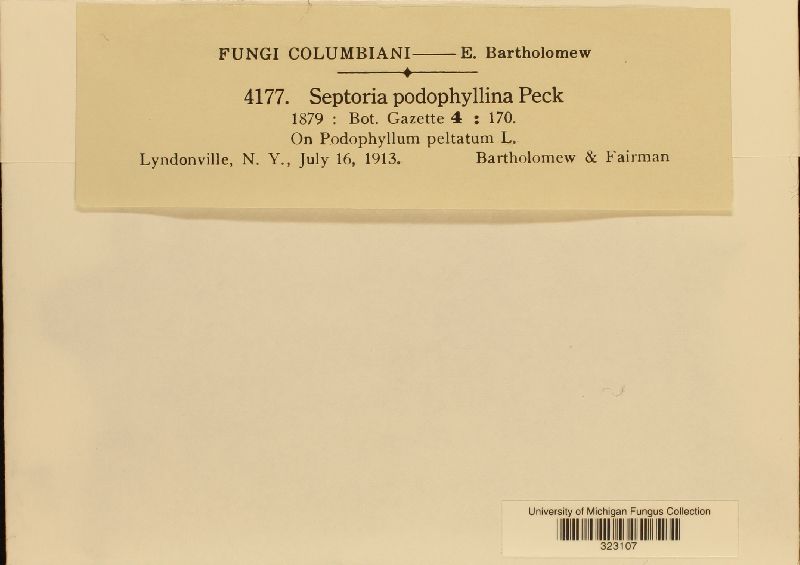 FUNGI COLUMBIANI——E. Bartholomew
4177. Septoria podophyllina Peck
1879 : Bot. Gazette 4 : 170.
On Podophyllum peltatum L.
Lyndonville, N. Y., July 16, 1913. Bartholomew & Fairman
University of Michigan Fungus Collection
323107